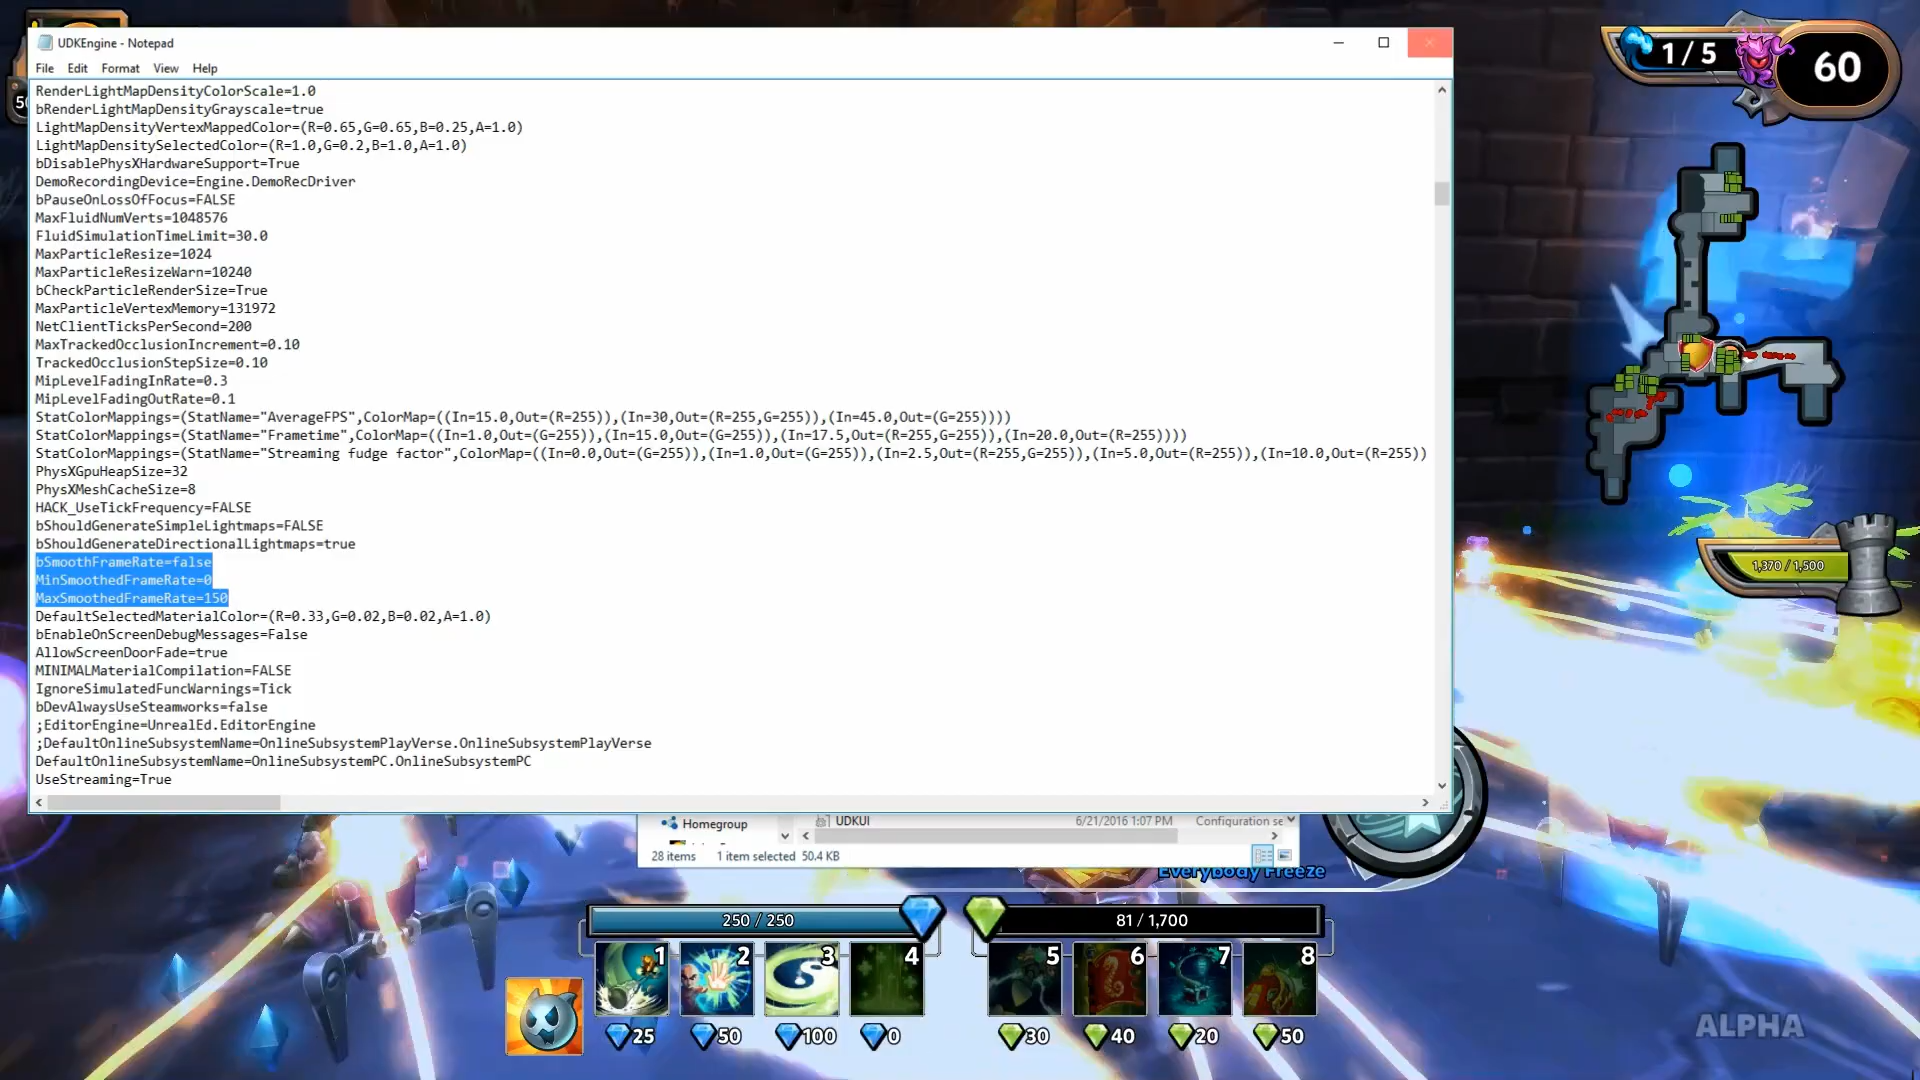 UDKEngine - Notepad
File Edit Format View Help
RenderLightMapDensityColorScale=1.0
bRenderLightMapDensityGrayscale=true
LightMapDensityVertexMappedColor=(R=0.65,G=0.65,B=0.25,A=1.0)
LightMapDensitySelectedColor=(R=1.0,G=0.2,B=1.0,A=1.0)
bDisablePhysXHardwareSupport=True
DemoRecordingDevice=Engine.DemoRecDriver
bPauseOnLossOfFocus=FALSE
MaxFluidNumVerts=1048576
FluidSimulationTimeLimit=30.0
MaxParticleResize=1024
MaxParticleResizeWarn=10240
bCheckParticleRenderSize=True
MaxParticleVertexMemory=131972
NetClientTicksPerSecond=200
MaxTrackedOcclusionIncrement=0.10
TrackedOcclusionStepSize=0.10
MipLevelFadingInRate=0.3
MipLevelFadingOutRate=0.1
StatColorMappings=(StatName="AverageFPS",ColorMap=((In=15.0,Out=(R=255)),(In=30,Out=(R=255,G=255)),(In=45.0,Out=(G=255))))
StatColorMappings=(StatName="Frametime",ColorMap=((In=1.0,Out=(G=255)),(In=15.0,Out=(G=255)),(In=17.5,Out=(R=255,G=255)),(In=20.0,Out=(R=255))))
StatColorMappings=(StatName="Streaming fudge factor",ColorMap=((In=0.0,Out=(G=255)),(In=1.0,Out=(G=255)),(In=2.5,Out=(R=255,G=255)),(In=5.0,Out=(R=255)),(In=10.0,Out=(R=255))
PhysXGpuHeapSize=32
PhysXMeshCacheSize=8
HACK_UseTickFrequency=FALSE
bShouldGenerateSimpleLightmaps=FALSE
bShouldGenerateDirectionalLightmaps=true
bSmoothFrameRate=false
MinSmoothedFrameRate=0
MaxSmoothedFrameRate=150
DefaultSelectedMaterialColor=(R=0.33,G=0.02,B=0.02,A=1.0)
bEnableOnScreenDebugMessages=False
AllowScreenDoorFade=true
MINIMALMaterialCompilation=FALSE
IgnoreSimulatedFuncWarnings=Tick
bDevAlwaysUseSteamworks=false
;EditorEngine=UnrealEd.EditorEngine
;DefaultOnlineSubsystemName=OnlineSubsystemPlayVerse.OnlineSubsystemPlayVerse
DefaultOnlineSubsystemName=OnlineSubsystemPC.OnlineSubsystemPC
UseStreaming=True
1/5 60
1,370 / 1,500
Homegroup UDKUI 6/21/2016 1:07 PM Configuration se
28 items 1 item selected 50.4 KB
Everybody Freeze
250 / 250 81 / 1,700
1 2 3 4 5 6 7 8
25 50 100 0 30 40 20 50
ALPHA